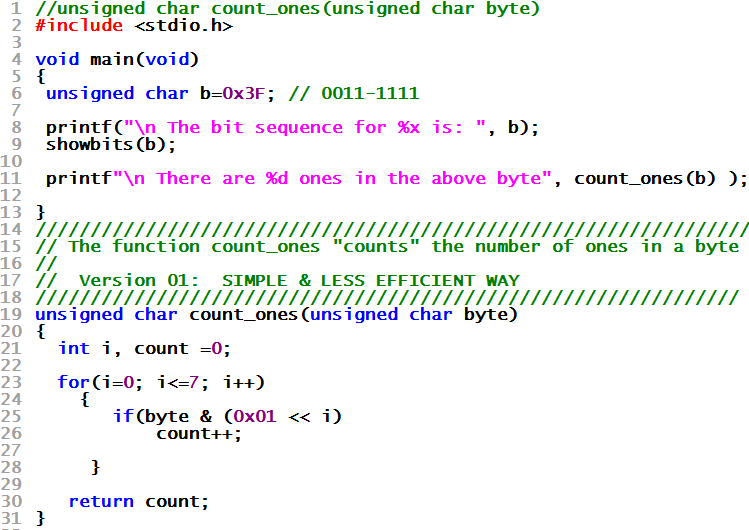 1 //unsigned char count_ones(unsigned char byte)
2 #include <stdio.h>
3
4 void main(void)
5 {
6 unsigned char b=0x3F; // 0011-1111
7
8 printf("\n The bit sequence for %x is: ", b);
9 showbits(b);
10
11 printf"\n There are %d ones in the above byte", count_ones(b) );
12
13 }
14 /////////////////////////////////////////////////////////////////
15 // The function count_ones "counts" the number of ones in a byte
16 //
17 //  Version 01:  SIMPLE & LESS EFFICIENT WAY
18 ////////////////////////////////////////////////////////////////
19 unsigned char count_ones(unsigned char byte)
20 {
21   int i, count =0;
22
23   for(i=0; i<=7; i++)
24     {
25        if(byte & (0x01 << i)
26            count++;
27
28      }
29
30    return count;
31 }